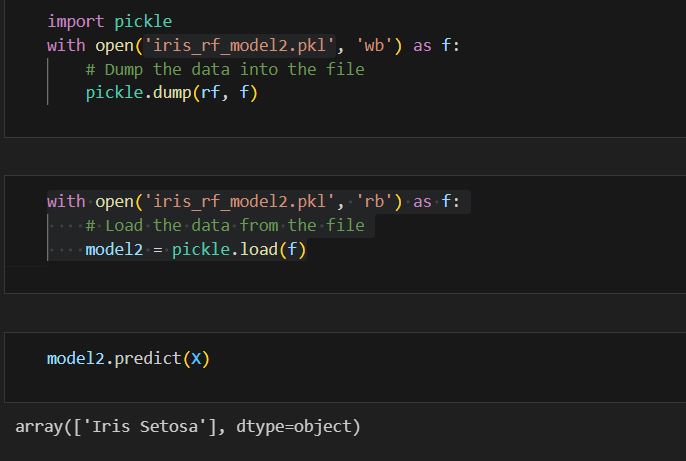 import pickle
with open('iris_rf_model2.pkl', 'wb') as f:
    # Dump the data into the file
    pickle.dump(rf, f)
with open('iris_rf_model2.pkl', 'rb') as f:
    # Load the data from the file
    model2 = pickle.load(f)
model2.predict(X)
array(['Iris Setosa'], dtype=object)